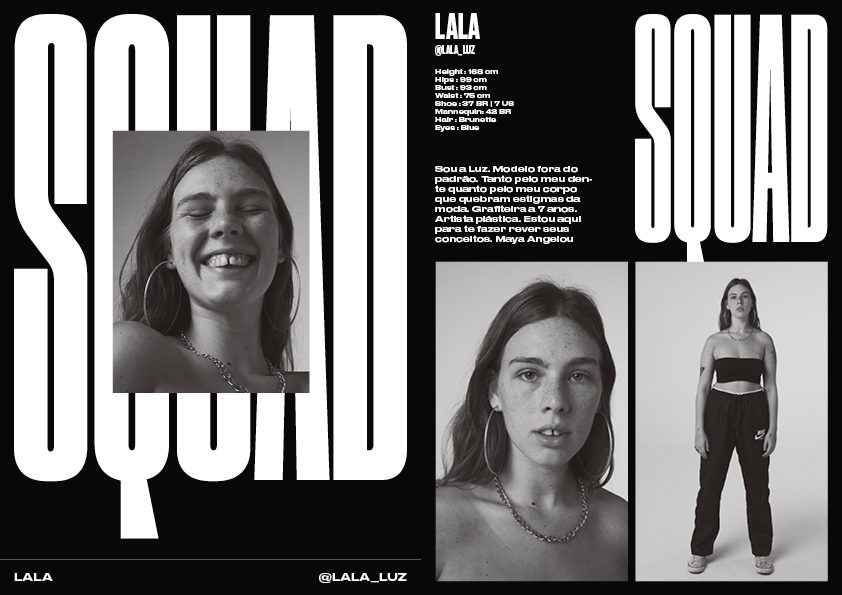 SQUAD
LALA
@LALA_LUZ
LALA
@LALA_LUZ
Height : 168 cm
Hips : 99 cm
Bust : 93 cm
Waist : 75 cm
Shoe : 37 BR | 7 US
Mannequin: 42 BR
Hair : Brunette
Eyes : Blue
Sou a Luz. Modelo fora do
padrão. Tanto pelo meu den-
te quanto pelo meu corpo
que quebram estigmas da
moda. Grafiteira a 7 anos.
Artista plástica. Estou aqui
para te fazer rever seus
conceitos. Maya Angelou
SQUAD
NIKE